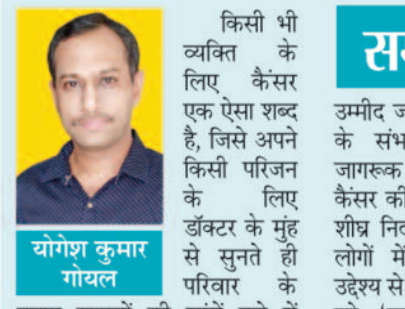 किसी भी
व्यक्ति के
लिए कैंसर
एक ऐसा शब्द
है, जिसे अपने
किसी परिजन
के लिए
डॉक्टर के मुंह
से सुनते ही
परिवार के
योगेश कुमार
गोयल
उम्मीद
के
जागरूक
कैंसर की
शीघ्र
लोगों में
उद्देश्य से